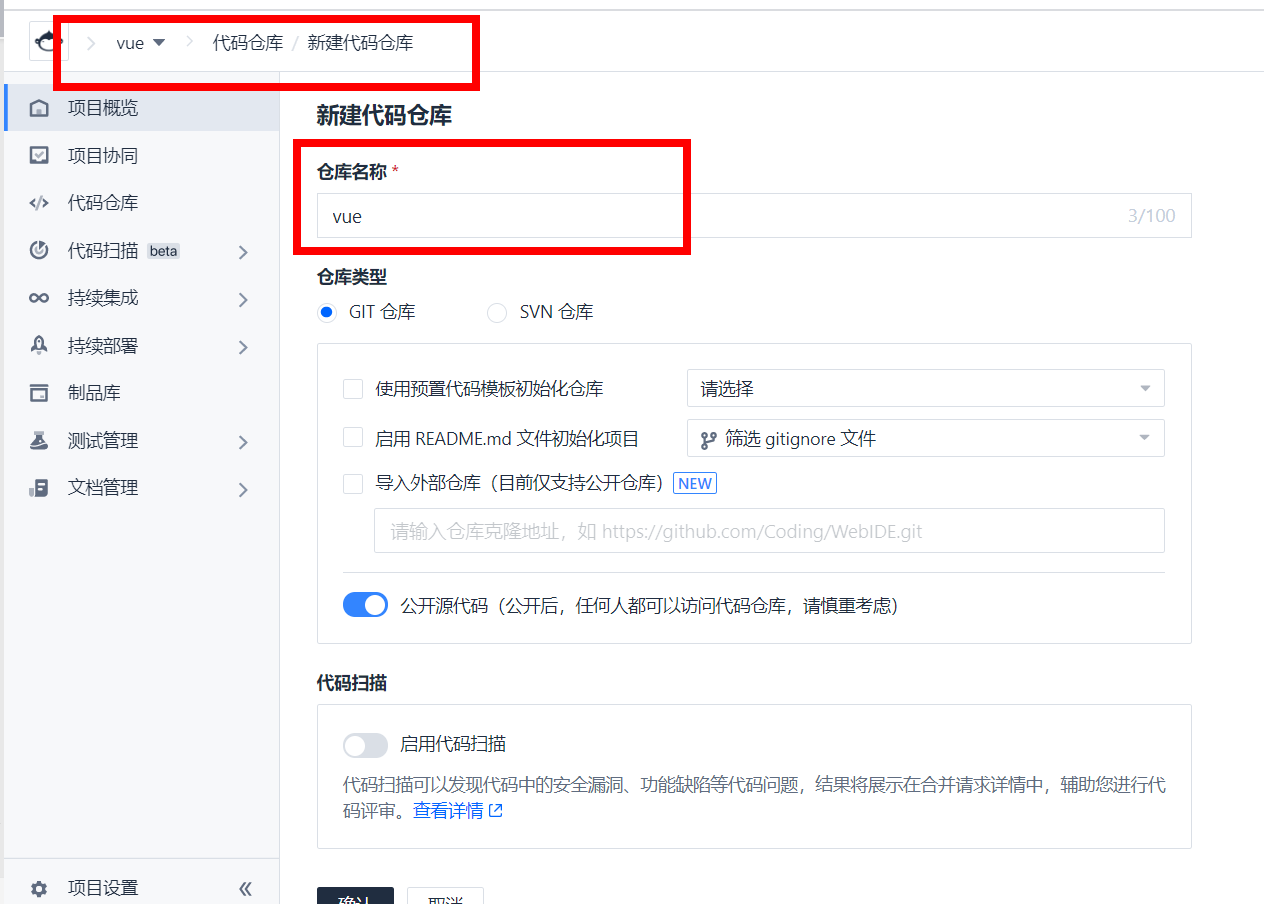 vue
代码仓库 / 新建代码仓库
项目概览
项目协同
代码仓库
代码扫描 beta
持续集成
持续部署
制品库
测试管理
文档管理
项目设置
新建代码仓库
仓库名称 *
vue 3/100
仓库类型
GIT 仓库 SVN 仓库
使用预置代码模板初始化仓库 请选择
启用 README.md 文件初始化项目 筛选 gitignore 文件
导入外部仓库（目前仅支持公开仓库） NEW
请输入仓库克隆地址，如 https://github.com/Coding/WebIDE.git
公开源代码（公开后，任何人都可以访问代码仓库，请慎重考虑）
代码扫描
启用代码扫描
代码扫描可以发现代码中的安全漏洞、功能缺陷等代码问题，结果将展示在合并请求详情中，辅助您进行代
码评审。查看详情
确认 取消